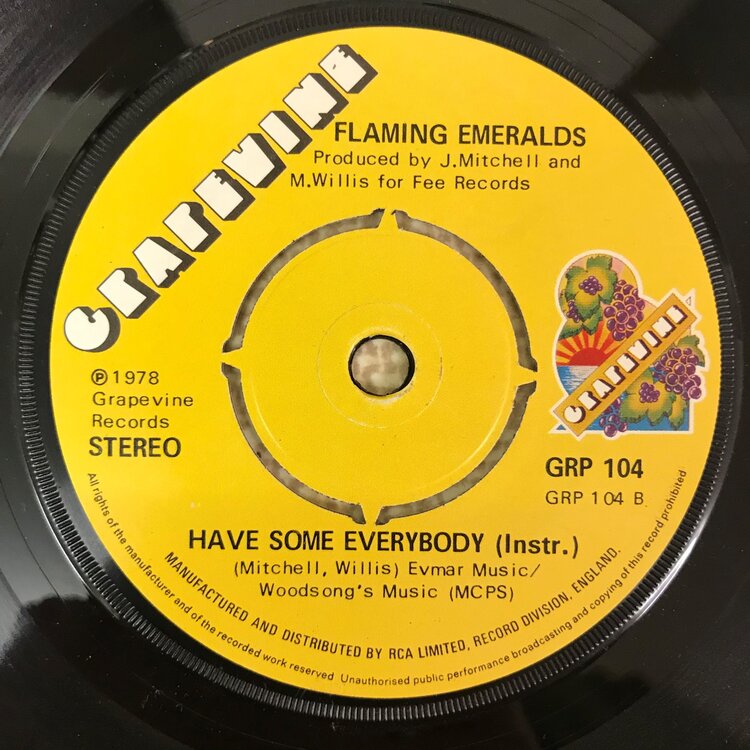 GRAPEVINE
FLAMING EMERALDS
Produced by J.Mitchell and
M.Willis for Fee Records
GRAPEVINE
Ⓟ1978
Grapevine
Records
STEREO
GRP 104
GRP 104 B.
HAVE SOME EVERYBODY (Instr.)
(Mitchell, Willis) Evmar Music/
Woodsong's Music (MCPS)
MANUFACTURED AND DISTRIBUTED BY RCA LIMITED, RECORD DIVISION, ENGLAND.
All rights of the manufacturer and of the recorded work reserved Unauthorised public performance broadcasting and copying of this record prohibited